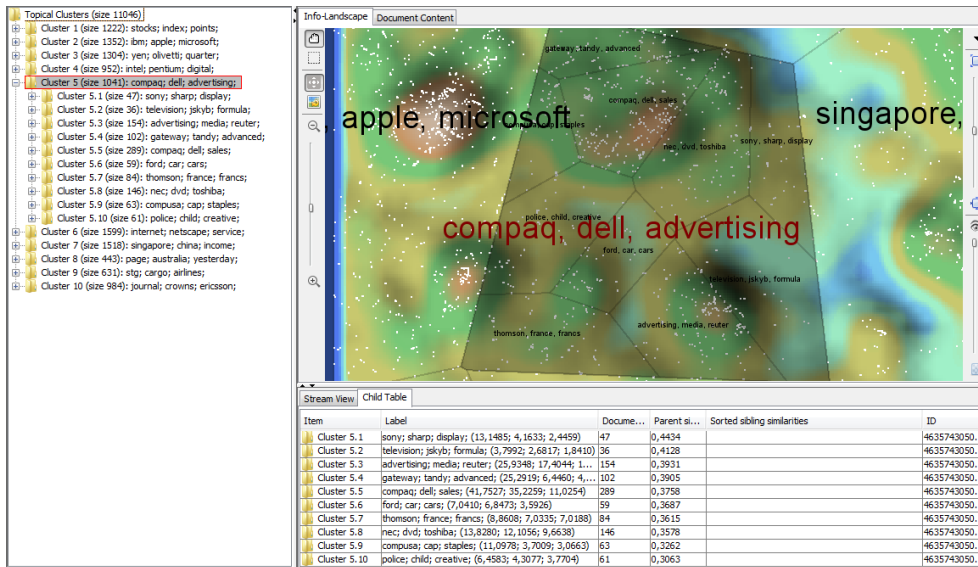 Topical Clusters (size 11046)
Cluster 1 (size 1222): stocks; index; points;
Cluster 2 (size 1352): ibm; apple; microsoft;
Cluster 3 (size 1304): yen; olivetti; quarter;
Cluster 4 (size 952): intel; pentium; digital;
Cluster 5 (size 1041): compaq; dell; advertising;
Cluster 5.1 (size 47): sony; sharp; display;
Cluster 5.2 (size 36): television; jskyb; formula;
Cluster 5.3 (size 154): advertising; media; reuter;
Cluster 5.4 (size 102): gateway; tandy; advanced;
Cluster 5.5 (size 289): compaq; dell; sales;
Cluster 5.6 (size 59): ford; car; cars;
Cluster 5.7 (size 84): thomson; france; francs;
Cluster 5.8 (size 146): nec; dvd; toshiba;
Cluster 5.9 (size 63): compusa; cap; staples;
Cluster 5.10 (size 61): police; child; creative;
Cluster 6 (size 1599): internet; netscape; service;
Cluster 7 (size 1518): singapore; china; income;
Cluster 8 (size 443): page; australia; yesterday;
Cluster 9 (size 631): stg; cargo; airlines;
Cluster 10 (size 984): journal; crowns; ericsson;
Info-Landscape Document Content
gateway, tandy, advanced
compaq, dell, sales
, apple, microsoft
singapore,
compusa, cap, staples
nec, dvd, toshiba
sony, sharp, display
police, child, creative
compaq, dell, advertising
ford, car, cars
television, jskyb, formula
advertising, media, reuter
thomson, france, francs
Stream View Child Table
Item Label Docume... Parent si... Sorted sibling similarities ID
Cluster 5.1 sony; sharp; display; (13,1485; 4,1633; 2,4459) 47 0,4434 4635743050.
Cluster 5.2 television; jskyb; formula; (3,7992; 2,6817; 1,8410) 36 0,4128 4635743050.
Cluster 5.3 advertising; media; reuter; (25,9348; 17,4044; 1... 154 0,3931 4635743050.
Cluster 5.4 gateway; tandy; advanced; (25,2919; 6,4460; 4,... 102 0,3905 4635743050.
Cluster 5.5 compaq; dell; sales; (41,7527; 35,2259; 11,0254) 289 0,3758 4635743050.
Cluster 5.6 ford; car; cars; (7,0410; 6,8473; 3,5926) 59 0,3687 4635743050.
Cluster 5.7 thomson; france; francs; (8,8608; 7,0335; 7,0188) 84 0,3615 4635743050.
Cluster 5.8 nec; dvd; toshiba; (13,8280; 12,1056; 9,6638) 146 0,3578 4635743050.
Cluster 5.9 compusa; cap; staples; (11,0978; 3,7009; 3,0663) 63 0,3262 4635743050.
Cluster 5.10 police; child; creative; (6,4583; 4,3077; 3,7704) 61 0,3063 4635743050.